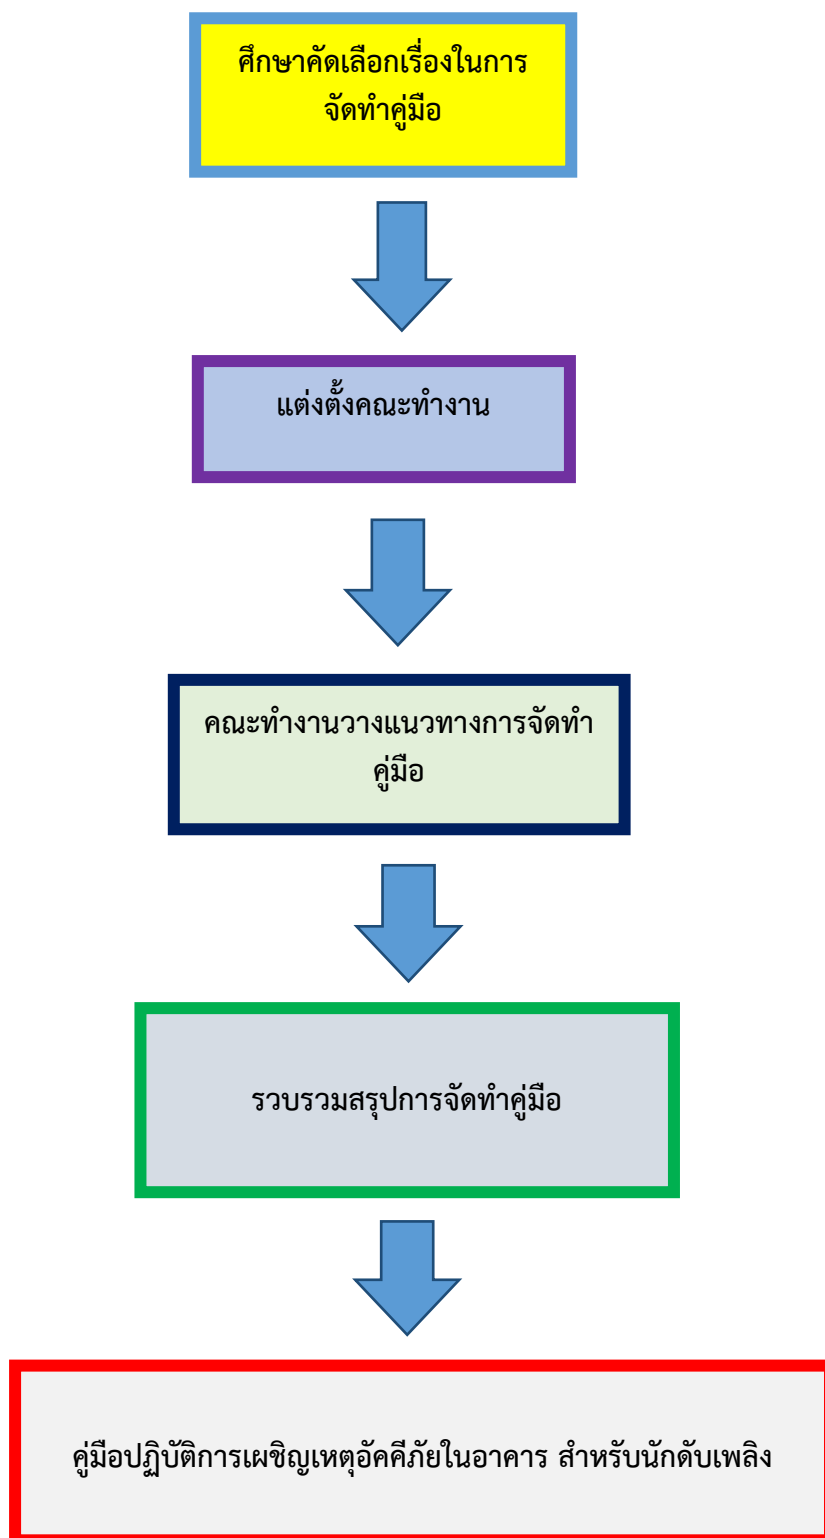 ศึกษาคัดเลือกเรื่องในการ
จัดทำคู่มือ
แต่งตั้งคณะทำงาน
คณะทำงานวางแนวทางการจัดทำ
คู่มือ
รวบรวมสรุปการจัดทำคู่มือ
คู่มือปฏิบัติการเผชิญเหตุอัคคีภัยในอาคาร สำหรับนักดับเพลิง